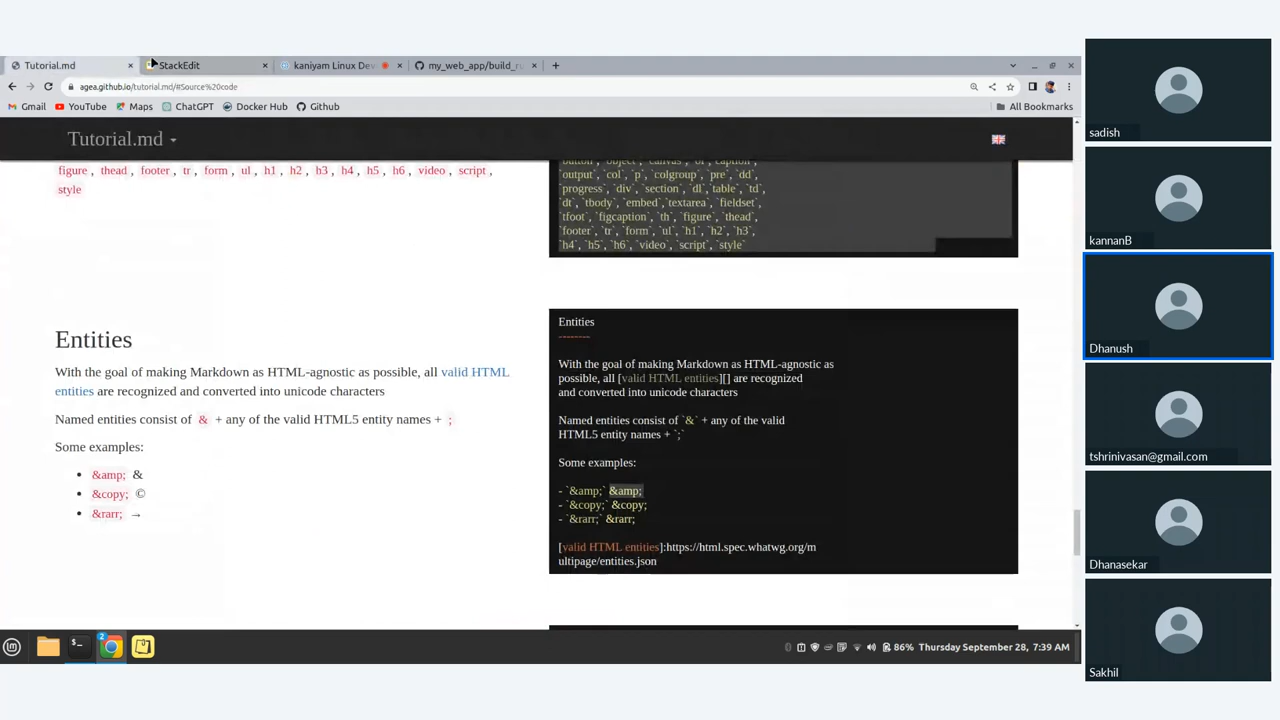 Tutorial.md
StackEdit
kaniyam Linux Dev
my_web_app/build_ru
agea.github.io/tutorial.md/#Source%20code
Gmail
YouTube
Maps
ChatGPT
Docker Hub
Github
All Bookmarks
Tutorial.md
figure, thead, footer, tr, form, ul, h1, h2, h3, h4, h5, h6, video, script,
style
`button`, `object`, `canvas`, `ol`, `caption`,
`output`, `col`, `p`, `colgroup`, `pre`, `dd`,
`progress`, `div`, `section`, `dl`,`table`, `td`,
`dt`, `tbody`, `embed`,`textarea`, `fieldset`,
`tfoot`, `figcaption`, `th`, `figure`, `thead`,
`footer`, `tr`, `form`, `ul`, `h1`, `h2`, `h3`,
`h4`, `h5`, `h6`, `video`, `script`, `style`
Entities
With the goal of making Markdown as HTML-agnostic as possible, all valid HTML
entities are recognized and converted into unicode characters
Named entities consist of & + any of the valid HTML5 entity names + ;
Some examples:
• &amp; &
• &copy; ©
• &rarr; →
Entities
--------
With the goal of making Markdown as HTML-agnostic as
possible, all [valid HTML entities][] are recognized
and converted into unicode characters
Named entities consist of `&` + any of the valid
HTML5 entity names + `;`
Some examples:
- `&amp;` &amp;
- `&copy;` &copy;
- `&rarr;` &rarr;
[valid HTML entities]:https://html.spec.whatwg.org/m
ultipage/entities.json
2
86% Thursday September 28, 7:39 AM
sadish
kannanB
Dhanush
tshrinivasan@gmail.com
Dhanasekar
Sakhil